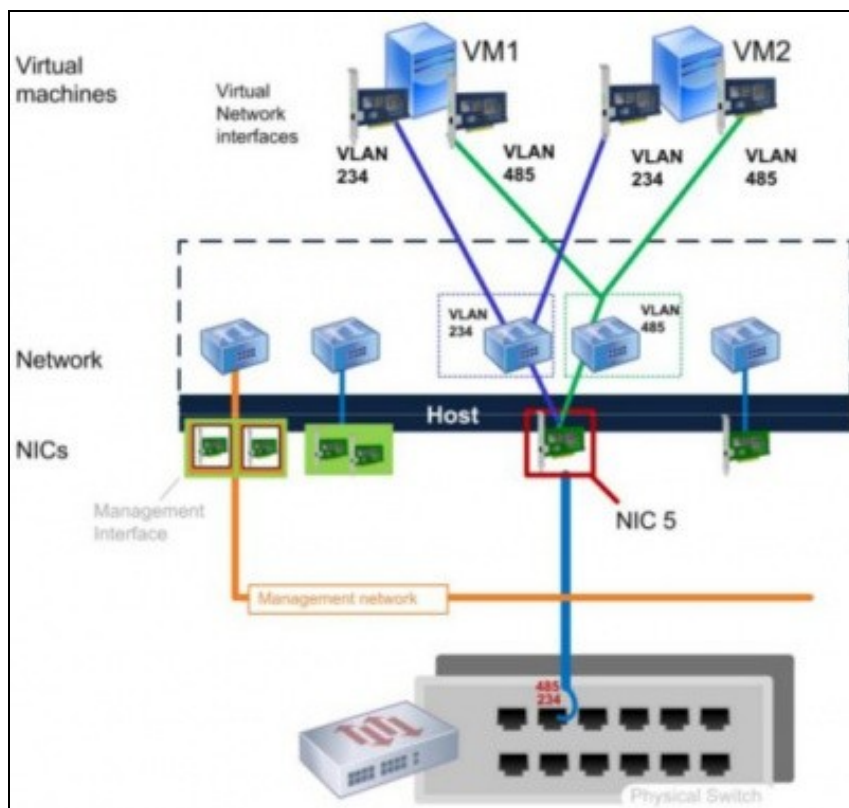 Virtual
machines
VM1
VM2
Virtual
Network
interfaces
VLAN
234
VLAN
485
VLAN
234
VLAN
485
Network
VLAN
234
VLAN
485
Host
NICs
NIC 5
Management
Interface
Management network
485
234
Physical Switch